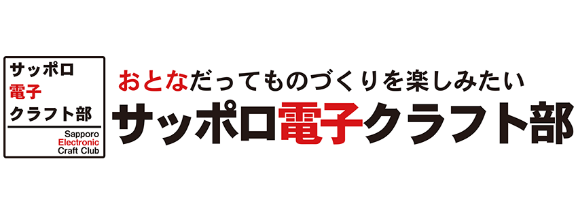 サッポロ
電子
クラフト部
Sapporo
Electronic
Craft Club
おとなだってものづくりを楽しみたい
サッポロ電子クラフト部